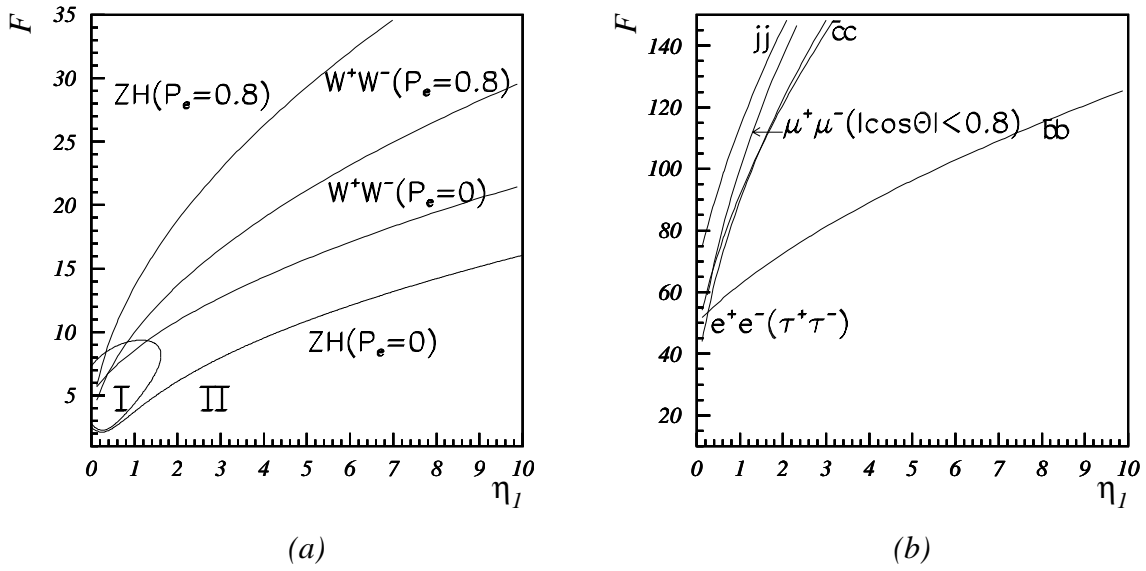 F
35
30
25
20
15
10
5
ZH(Pₑ=0.8)
W⁺W⁻(Pₑ=0.8)
W⁺W⁻(Pₑ=0)
ZH(Pₑ=0)
I
II
0 1 2 3 4 5 6 7 8 9 10
η₁
(a)
F
140
120
100
80
60
40
20
jj
c̄c
μ⁺μ⁻(|cosΘ|<0.8)
b̄b
e⁺e⁻(τ⁺τ⁻)
0 1 2 3 4 5 6 7 8 9 10
η₁
(b)